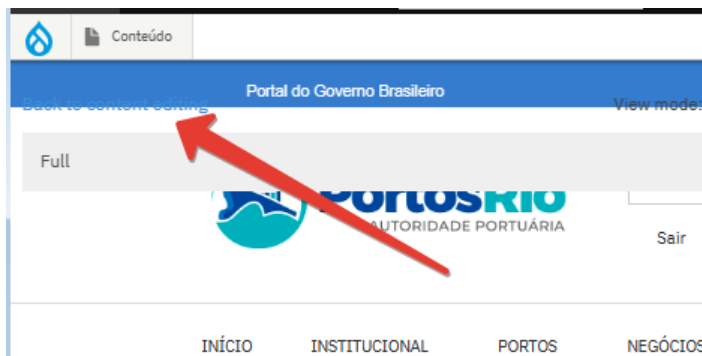 Conteúdo
Portal do Governo Brasileiro
Back to content editing
View mode:
Full
PortosRio
AUTORIDADE PORTUÁRIA
Sair
INÍCIO INSTITUCIONAL PORTOS NEGÓCIOS